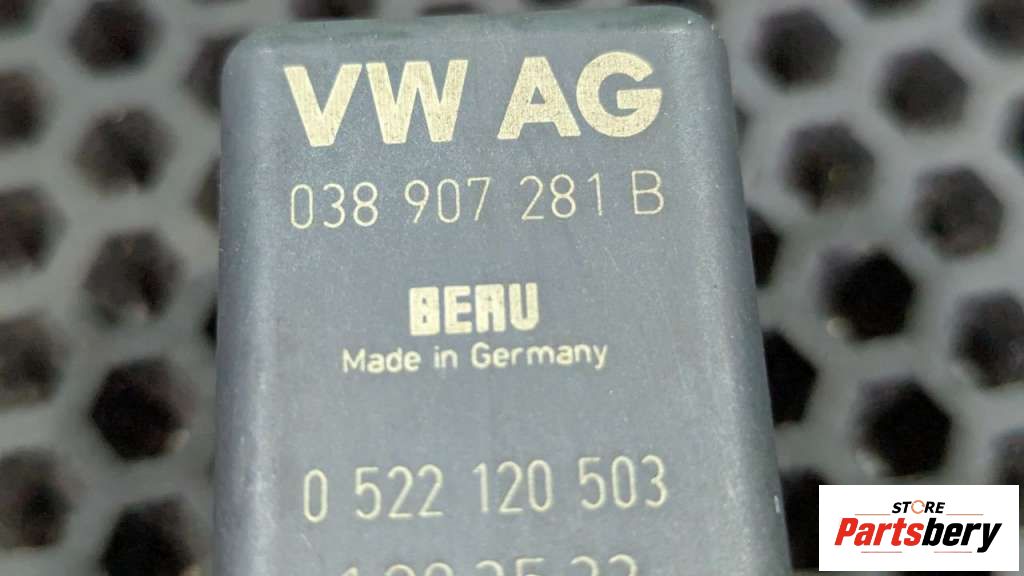 VW AG
038 907 281 B
BERU
Made in Germany
0 522 120 503
STORE
Partsbery